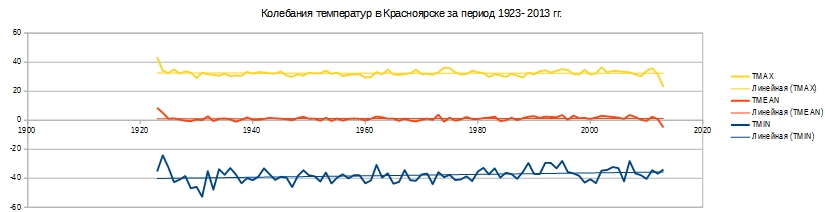 Колебания температур в Красноярске за период 1923- 2013 гг.
60
40
20
0
-20
-40
-60
1900 1920 1940 1960 1980 2000 2020
TMAX
Линейная (TMAX)
TMEAN
Линейная (TMEAN)
TMIN
Линейная (TMIN)